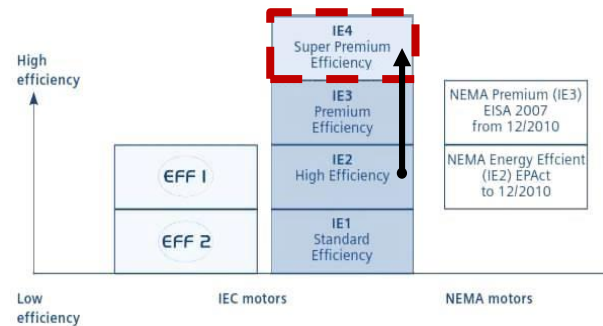 High
efficiency
Low
efficiency
EFF 1
EFF 2
IE4
Super Premium
Efficiency
IE3
Premium
Efficiency
IE2
High Efficiency
IE1
Standard
Efficiency
NEMA Premium (IE3)
EISA 2007
from 12/2010
NEMA Energy Effcient
(IE2) EPAct
to 12/2010
IEC motors
NEMA motors